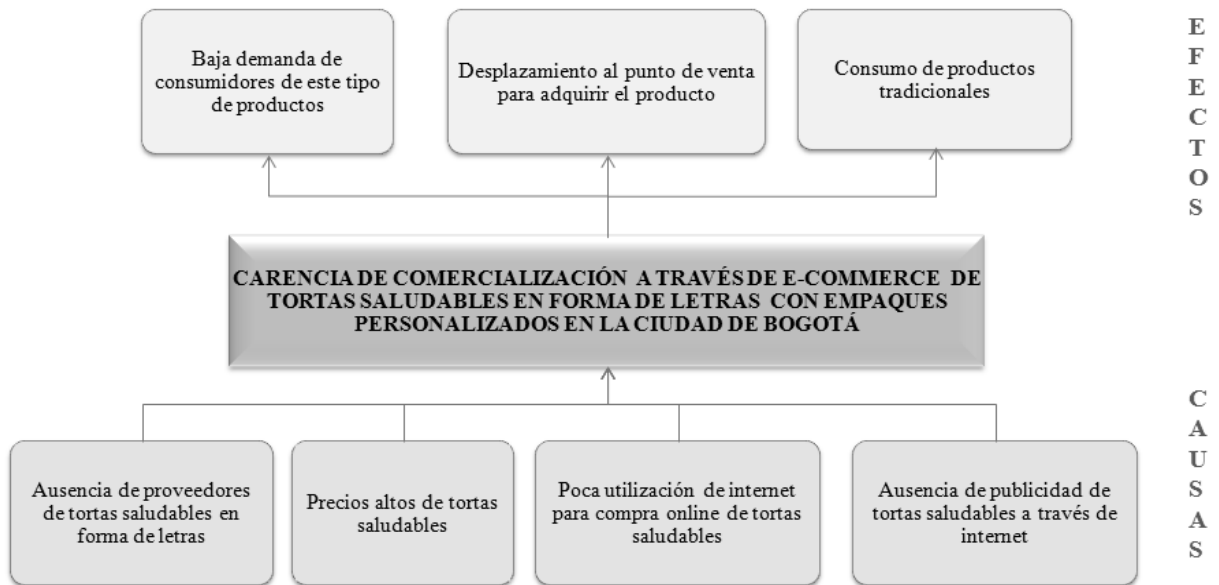 Baja demanda de
consumidores de este tipo
de productos
Desplazamiento al punto de venta
para adquirir el producto
Consumo de productos
tradicionales
EFECTOS
CARENCIA DE COMERCIALIZACIÓN A TRAVÉS DE E-COMMERCE DE
TORTAS SALUDABLES EN FORMA DE LETRAS CON EMPAQUES
PERSONALIZADOS EN LA CIUDAD DE BOGOTÁ
Ausencia de proveedores
de tortas saludables en
forma de letras
Precios altos de tortas
saludables
Poca utilización de internet
para compra online de tortas
saludables
Ausencia de publicidad de
tortas saludables a través de
internet
CAUSAS